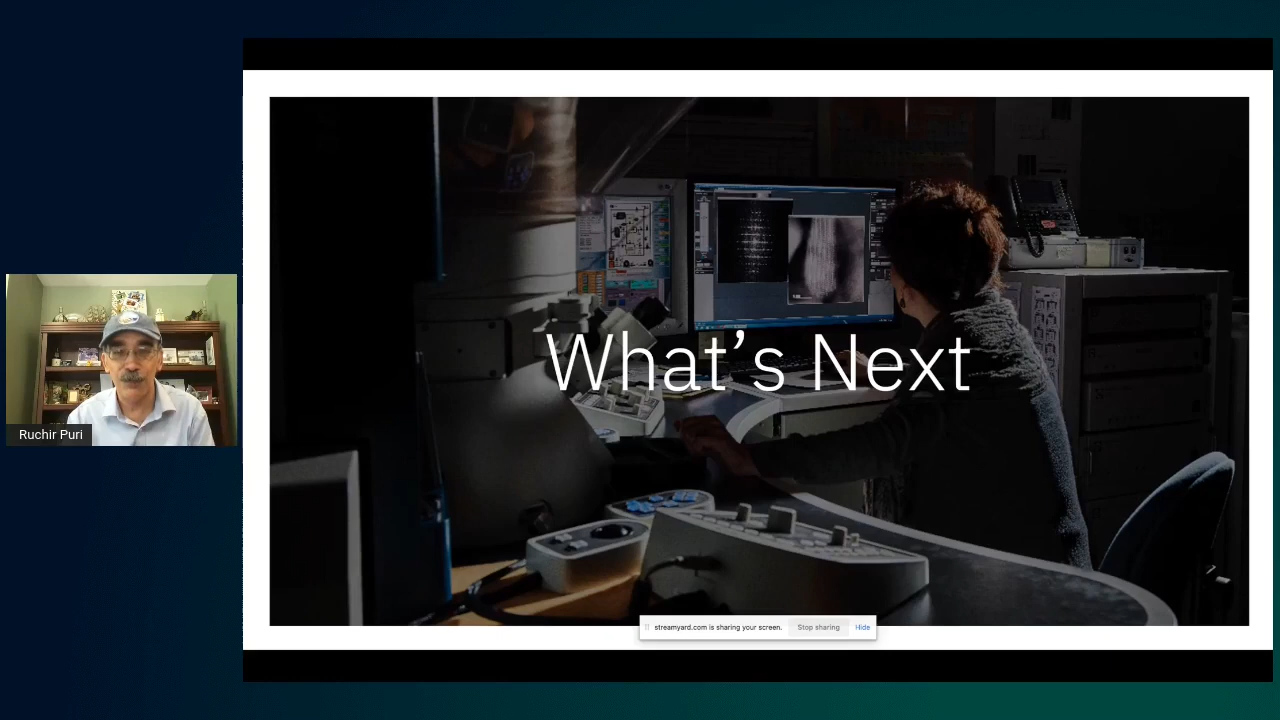 Ruchir Puri
What's Next
streamyard.com is sharing your screen. Stop sharing Hide